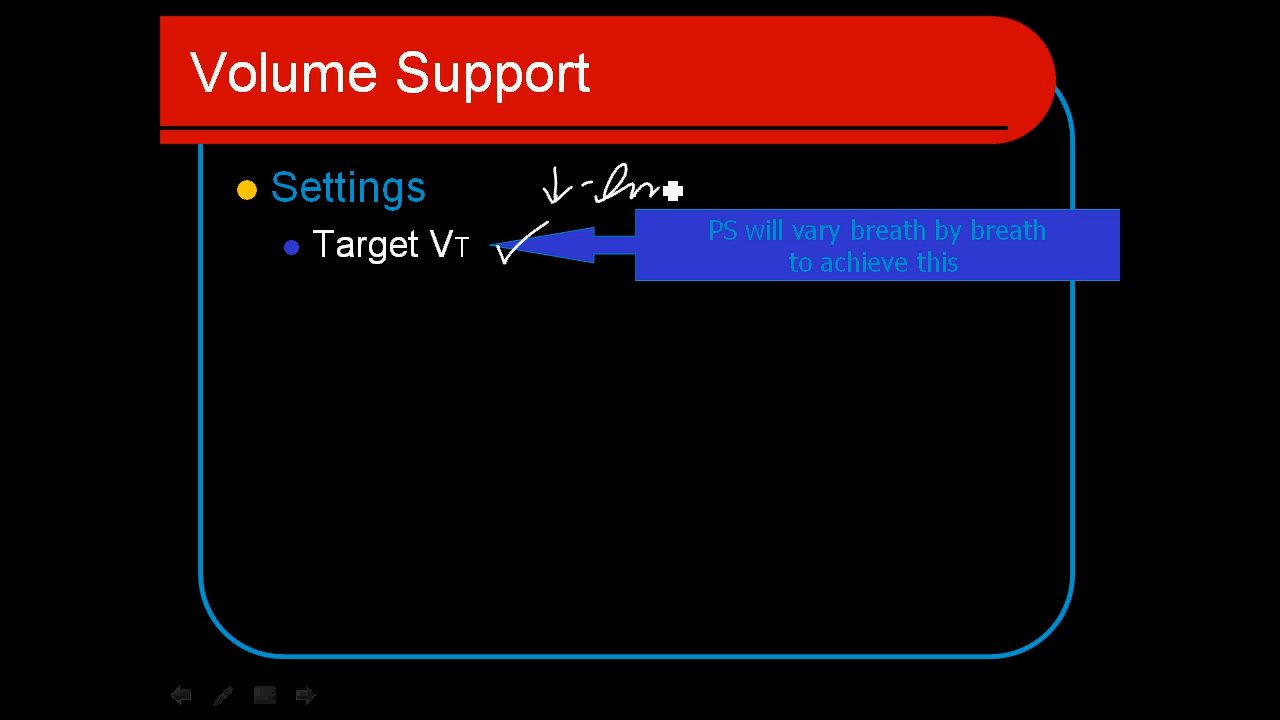 Volume Support
Settings
Target VT
PS will vary breath by breath
to achieve this